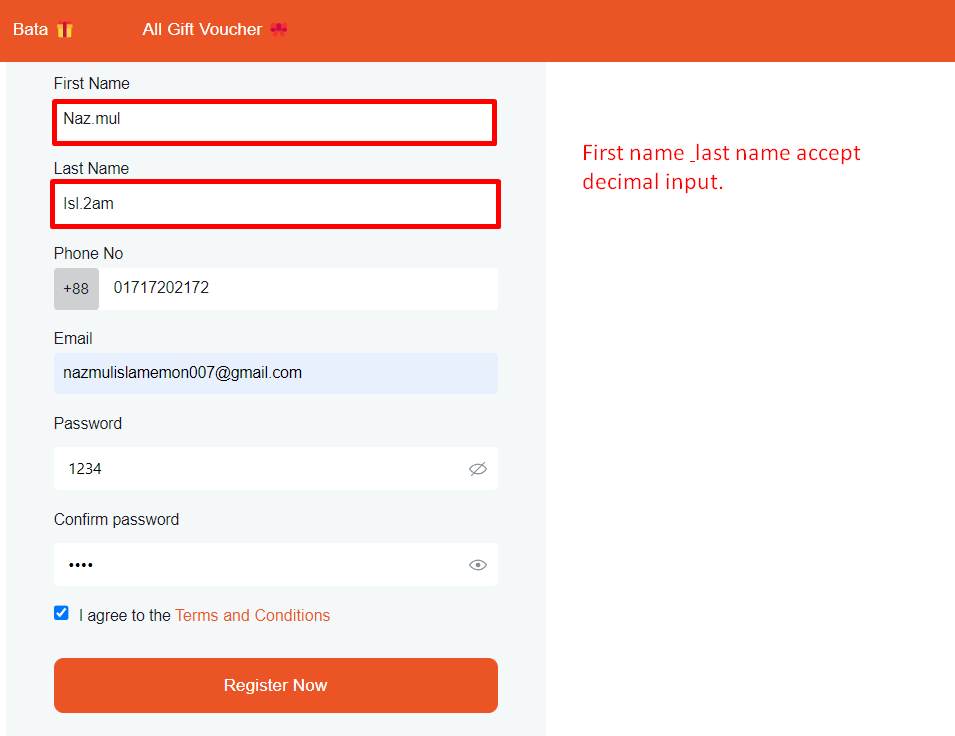 Bata All Gift Voucher
First Name
Naz.mul
First name _last name accept
decimal input.
Last Name
Isl.2am
Phone No
+88 01717202172
Email
nazmulislamemon007@gmail.com
Password
1234
Confirm password
••••
I agree to the Terms and Conditions
Register Now